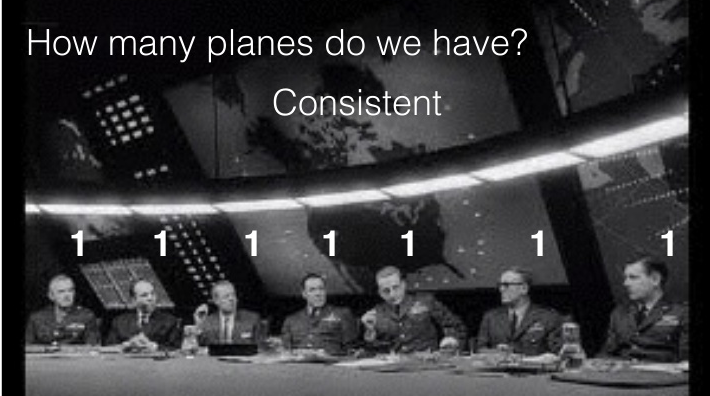 How many planes do we have?
Consistent
1 1 1 1 1 1 1